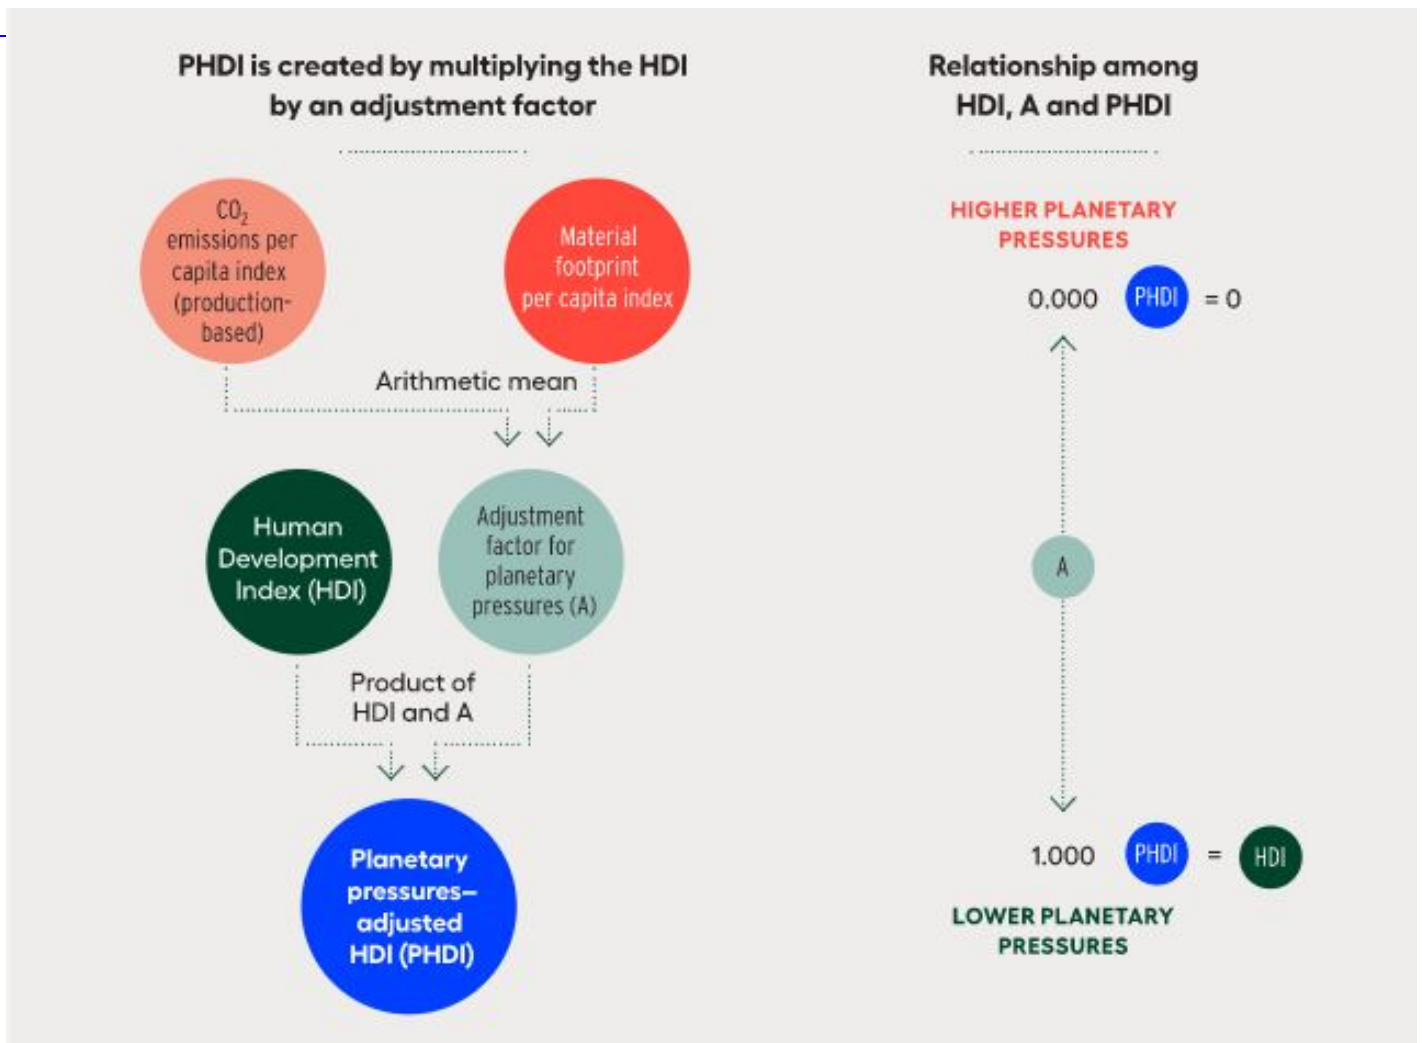 PHDI is created by multiplying the HDI
by an adjustment factor
CO₂
emissions per
capita index
(production-
based)
Material
footprint
per capita index
Arithmetic mean
Human
Development
Index (HDI)
Adjustment
factor for
planetary
pressures (A)
Product of
HDI and A
Planetary
pressures–
adjusted
HDI (PHDI)
Relationship among
HDI, A and PHDI
HIGHER PLANETARY
PRESSURES
0.000 PHDI = 0
A
1.000 PHDI = HDI
LOWER PLANETARY
PRESSURES